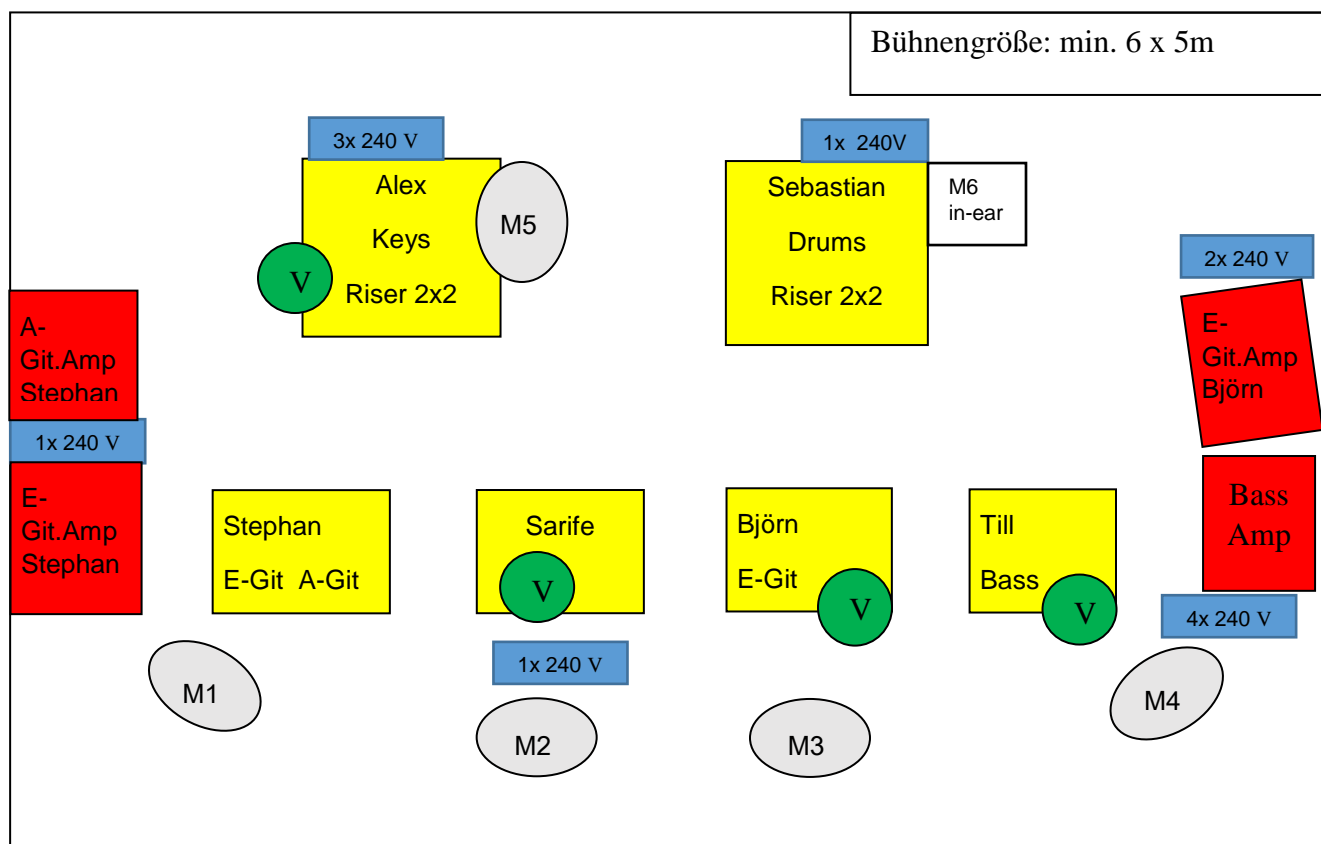 Bühnengröße: min. 6 x 5m
3x 240 V
1x 240V
Alex
Keys
Riser 2x2
V
M5
Sebastian
Drums
Riser 2x2
M6
in-ear
2x 240 V
A-
Git.Amp
Stephan
E-
Git.Amp
Björn
1x 240 V
E-
Git.Amp
Stephan
Stephan
E-Git A-Git
Sarife
V
Björn
E-Git
V
Till
Bass
V
Bass
Amp
4x 240 V
1x 240 V
M1
M2
M3
M4